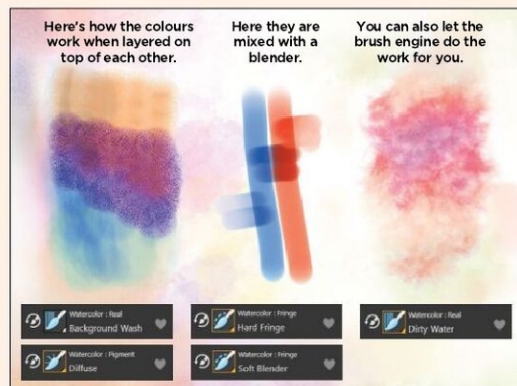 Here's how the colours
work when layered on
top of each other.
Here they are
mixed with a
blender.
You can also let the
brush engine do the
work for you.
Watercolor : Real
Background Wash
Watercolor : Pigment
Diffuse
Watercolor : Fringe
Hard Fringe
Watercolor : Fringe
Soft Blender
Watercolor : Real
Dirty Water